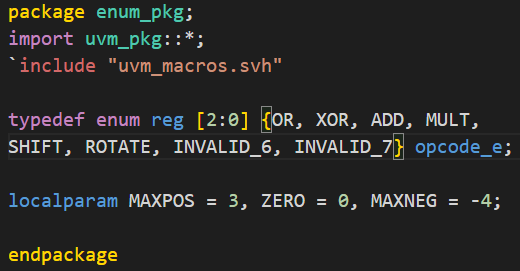 package enum_pkg;
import uvm_pkg::*;
`include "uvm_macros.svh"
typedef enum reg [2:0] {OR, XOR, ADD, MULT,
SHIFT, ROTATE, INVALID_6, INVALID_7} opcode_e;
localparam MAXPOS = 3, ZERO = 0, MAXNEG = -4;
endpackage